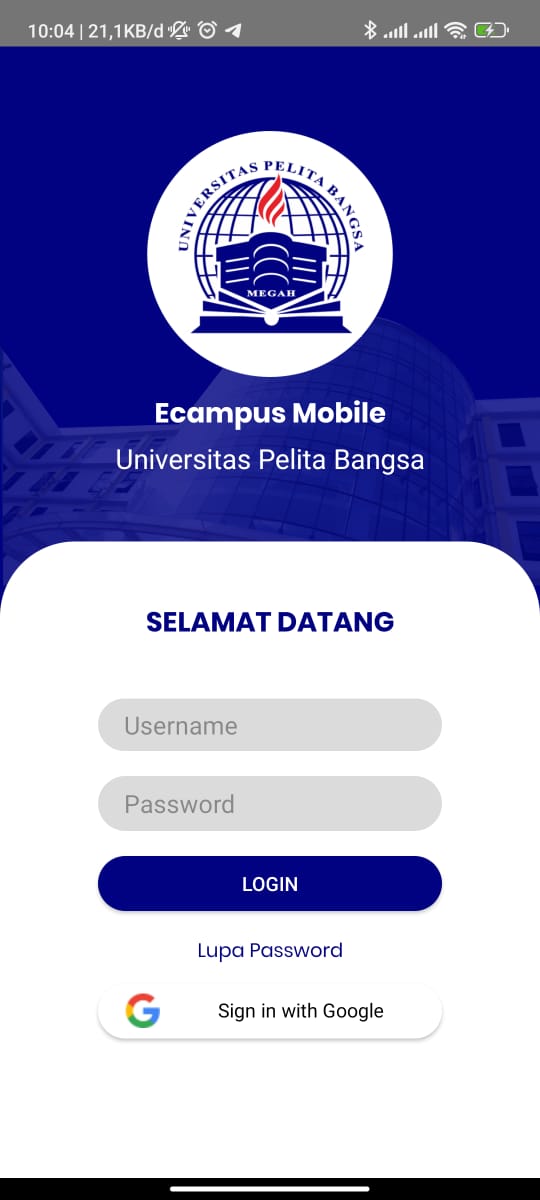 10:04 | 21,1KB/d
UNIVERSITAS PELITA BANGSA
MEGAH
Ecampus Mobile
Universitas Pelita Bangsa
SELAMAT DATANG
Username
Password
LOGIN
Lupa Password
Sign in with Google